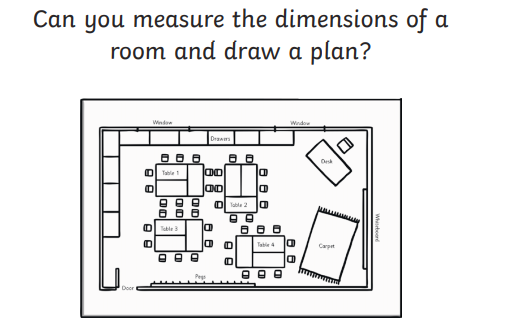 Can you measure the dimensions of a
room and draw a plan?
Window
Window
Drawers
Desk
Table 1
Table 2
Table 3
Table 4
Carpet
Whiteboard
Pegs
Door